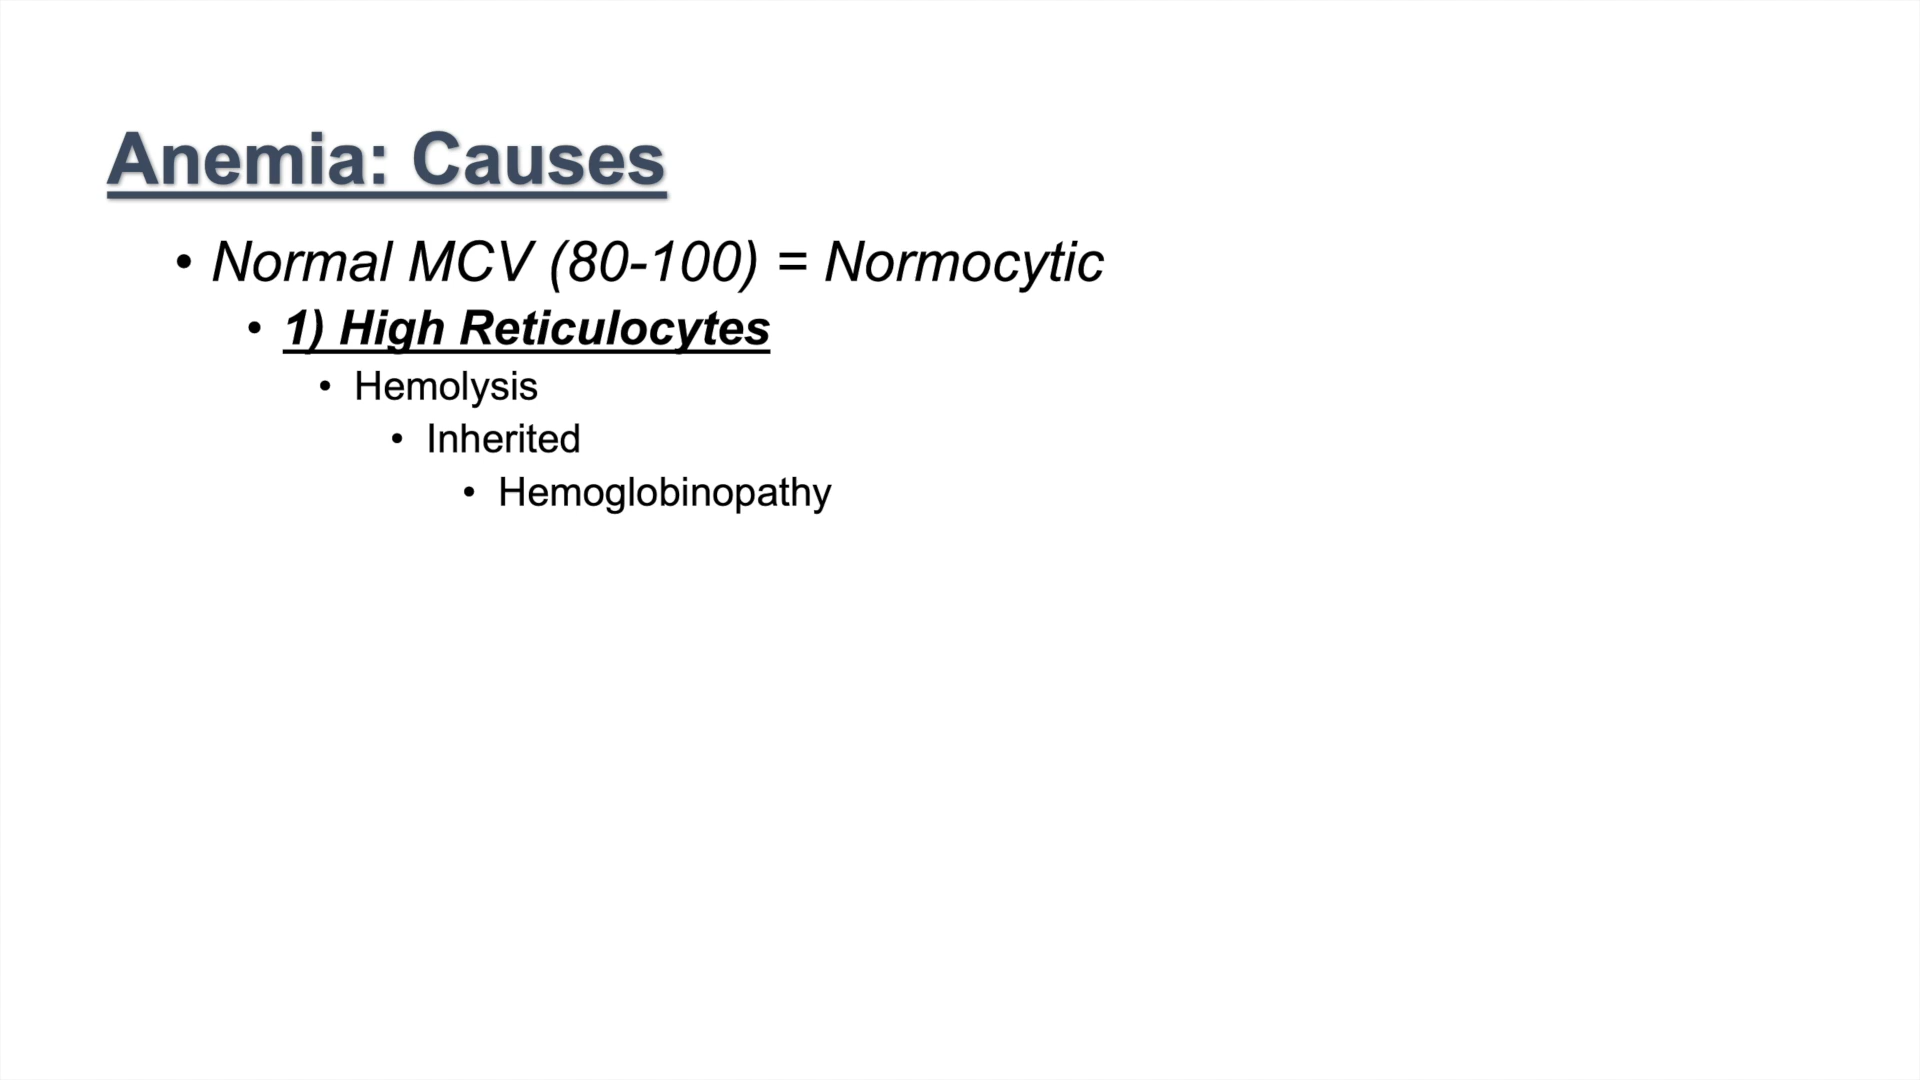 Anemia: Causes
• Normal MCV (80-100) = Normocytic
• 1) High Reticulocytes
• Hemolysis
• Inherited
• Hemoglobinopathy